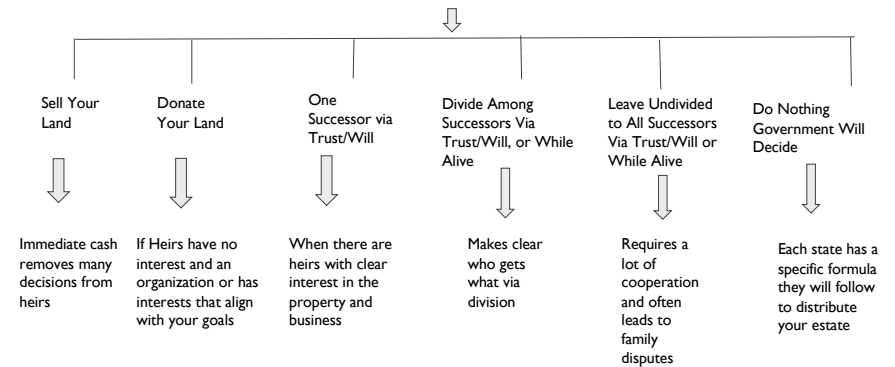 Sell Your
Land
Donate
Your Land
One
Successor via
Trust/Will
Divide Among
Successors Via
Trust/Will, or While
Alive
Leave Undivided
to All Successors
Via Trust/Will or
While Alive
Do Nothing
Government Will
Decide
Immediate cash
removes many
decisions from
heirs
If Heirs have no
interest and an
organization or has
interests that align
with your goals
When there are
heirs with clear
interest in the
property and
business
Makes clear
who gets
what via
division
Requires a
lot of
cooperation
and often
leads to
family
disputes
Each state has a
specific formula
they will follow
to distribute
your estate